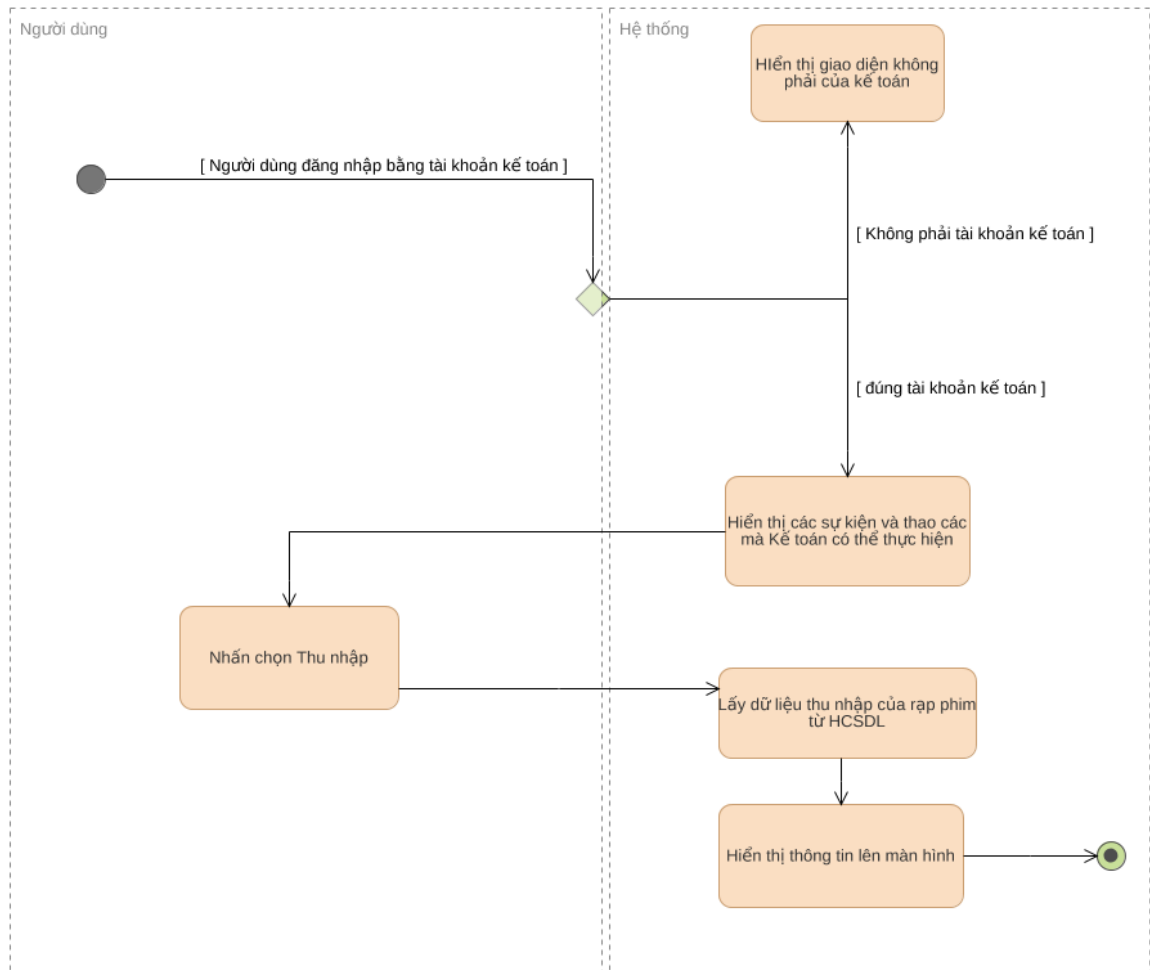 Người dùng
Hệ thống
HIển thị giao diện không
phải của kế toán
[ Người dùng đăng nhập bằng tài khoản kế toán ]
[ Không phải tài khoản kế toán ]
[ đúng tài khoản kế toán ]
Hiển thị các sự kiện và thao các
mà Kế toán có thể thực hiện
Nhấn chọn Thu nhập
Lấy dữ liệu thu nhập của rạp phim
từ HCSDL
Hiển thị thông tin lên màn hình